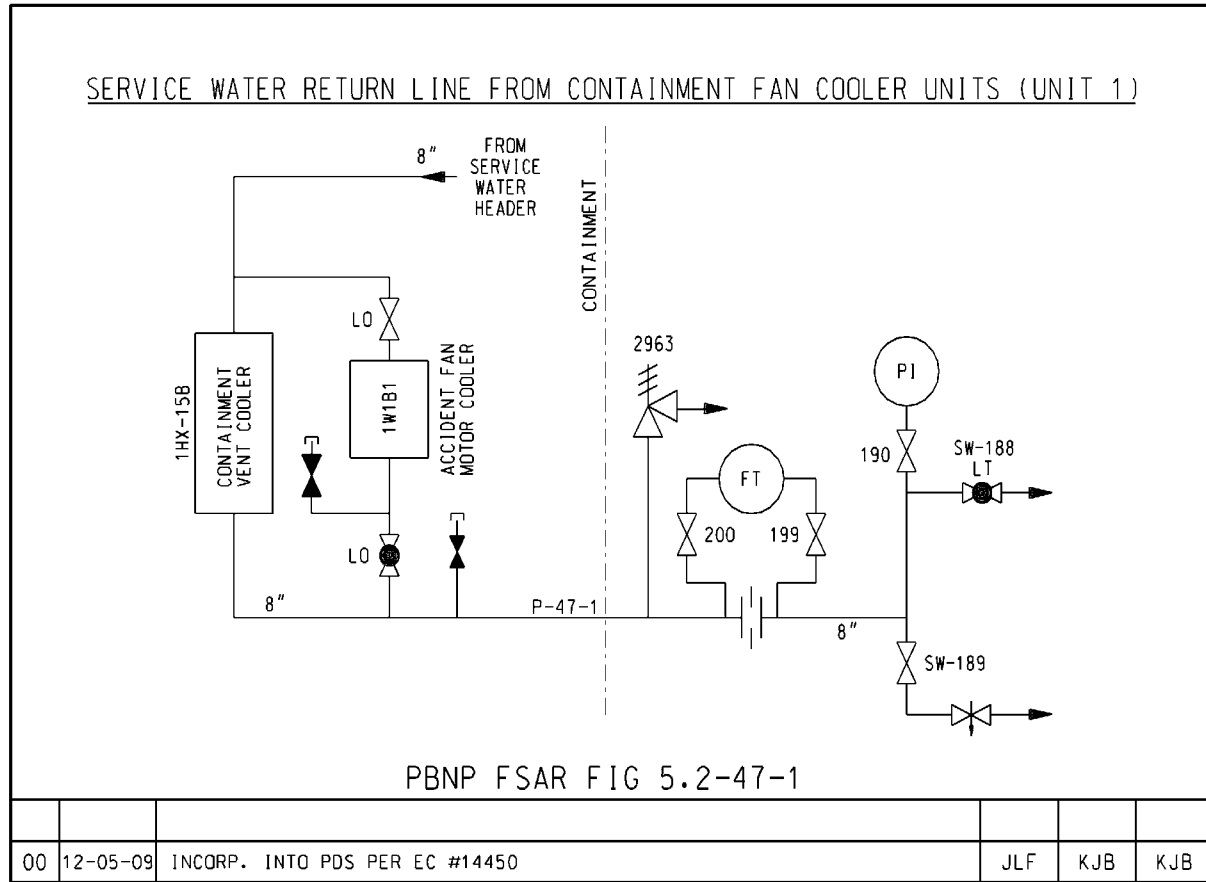 SERVICE WATER RETURN LINE FROM CONTAINMENT FAN COOLER UNITS (UNIT 1)
8"
FROM
SERVICE
WATER
HEADER
CONTAINMENT
LO
1HX-15B
CONTAINMENT
VENT COOLER
1W1B1
ACCIDENT FAN
MOTOR COOLER
LO
8"
P-47-1
2963
FT
200
199
8"
PI
190
SW-188
LT
SW-189
PBNP FSAR FIG 5.2-47-1
00 12-05-09 INCORP. INTO PDS PER EC #14450 JLF KJB KJB